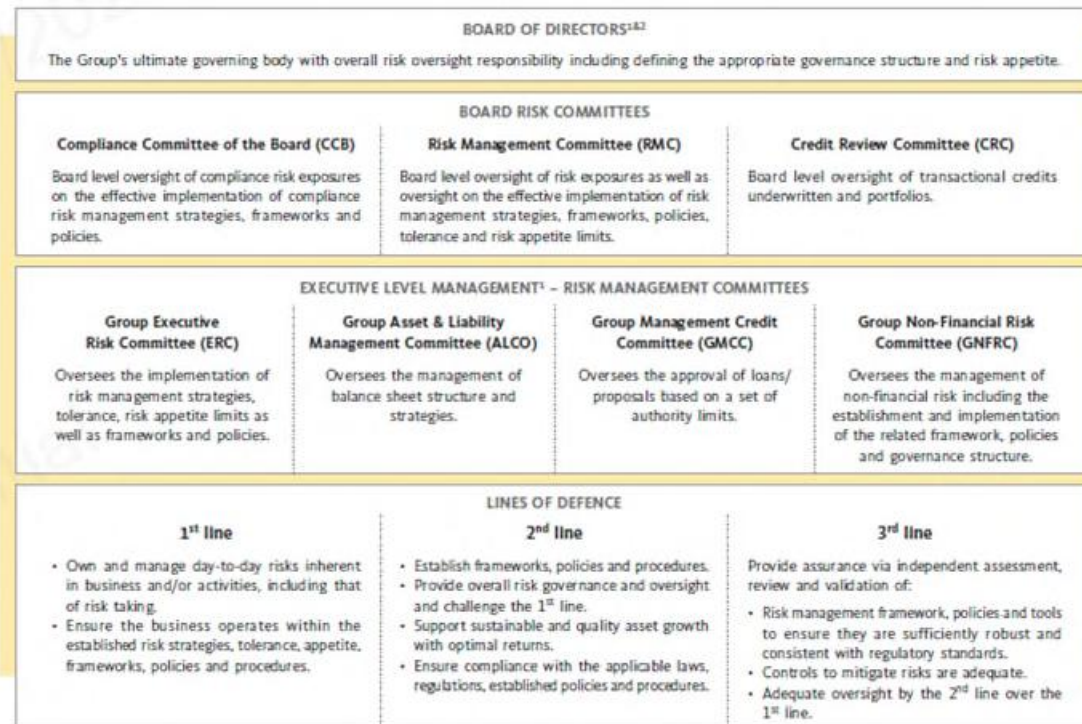 BOARD OF DIRECTORS¹&²
The Group's ultimate governing body with overall risk oversight responsibility including defining the appropriate governance structure and risk appetite.
BOARD RISK COMMITTEES
Compliance Committee of the Board (CCB)
Board level oversight of compliance risk exposures
on the effective implementation of compliance
risk management strategies, frameworks and
policies.
Risk Management Committee (RMC)
Board level oversight of risk exposures as well as
oversight on the effective implementation of risk
management strategies, frameworks, policies,
tolerance and risk appetite limits.
Credit Review Committee (CRC)
Board level oversight of transactional credits
underwritten and portfolios.
EXECUTIVE LEVEL MANAGEMENT¹ – RISK MANAGEMENT COMMITTEES
Group Executive
Risk Committee (ERC)
Oversees the implementation of
risk management strategies,
tolerance, risk appetite limits as
well as frameworks and policies.
Group Asset & Liability
Management Committee (ALCO)
Oversees the management of
balance sheet structure and
strategies.
Group Management Credit
Committee (GMCC)
Oversees the approval of loans/
proposals based on a set of
authority limits.
Group Non-Financial Risk
Committee (GNFRC)
Oversees the management of
non-financial risk including the
establishment and implementation
of the related framework, policies
and governance structure.
LINES OF DEFENCE
1st line
• Own and manage day-to-day risks inherent
in business and/or activities, including that
of risk taking.
• Ensure the business operates within the
established risk strategies, tolerance, appetite,
frameworks, policies and procedures.
2nd line
• Establish frameworks, policies and procedures.
• Provide overall risk governance and oversight
and challenge the 1st line.
• Support sustainable and quality asset growth
with optimal returns.
• Ensure compliance with the applicable laws,
regulations, established policies and procedures.
3rd line
Provide assurance via independent assessment,
review and validation of:
• Risk management framework, policies and tools
to ensure they are sufficiently robust and
consistent with regulatory standards.
• Controls to mitigate risks are adequate.
• Adequate oversight by the 2nd line over the
1st line.